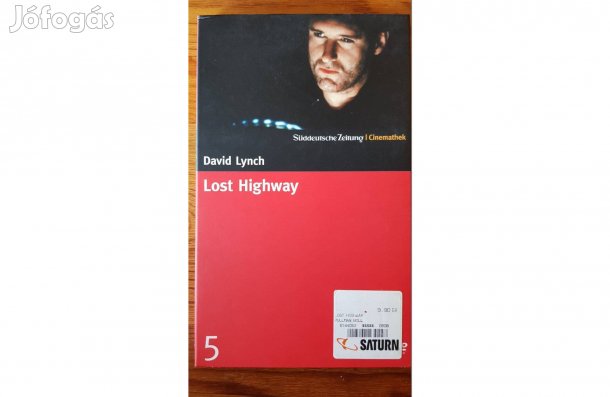 Jófogás
Süddeutsche Zeitung | Cinemathek
David Lynch
Lost Highway
SATURN
5